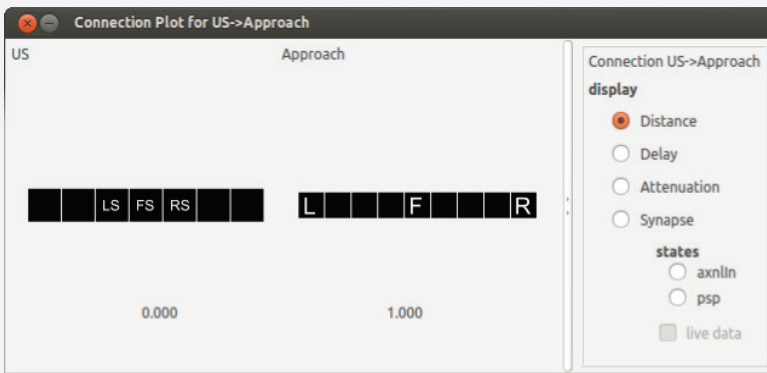 Connection Plot for US->Approach
US
Approach
LS FS RS
L F R
0.000
1.000
Connection US->Approach
display
Distance
Delay
Attenuation
Synapse
states
axnlIn
psp
live data